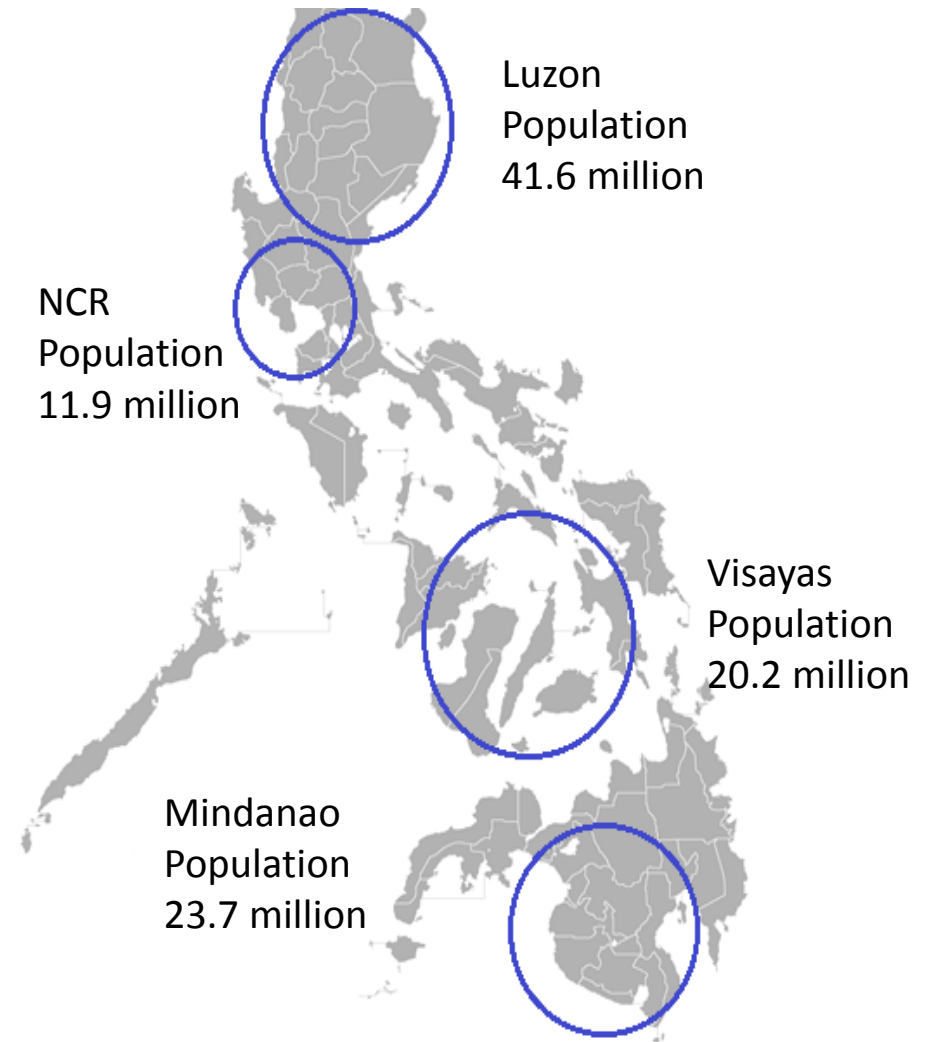 Luzon
Population
41.6 million
NCR
Population
11.9 million
Visayas
Population
20.2 million
Mindanao
Population
23.7 million